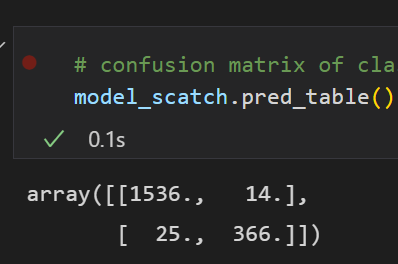 # confusion matrix of cla
model_scatch.pred_table()
0.1s
array([[1536.,   14.],
       [  25.,  366.]])